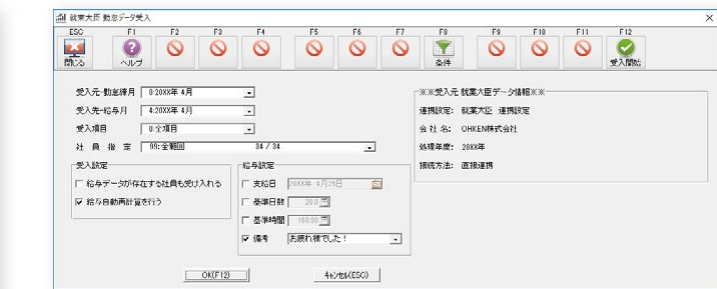 就業大臣 勤怠データ受入
ESC F1 F2 F3 F4 F5 F6 F7 F8 F9 F10 F11 F12
閉じる ヘルプ 条件 受入開始
受入元-勤怠締月 0:20XX年 4月
受入先-給与月 4:20XX年 4月
受入項目 0:全項目
社員指定 99:全範囲 34 / 34
受入設定
給与データが存在する社員も受け入れる
給与自動再計算を行う
給与設定
支給日 20XX年 4月25日
基準日数 20.0
基準時間 160.00
備考 お疲れ様でした!
※※受入元 就業大臣データ情報※※
連携設定: 就業大臣 連携設定
会社名: OHKEN株式会社
処理年度: 20XX年
接続方法: 直接連携
OK(F12) キャンセル(ESC)